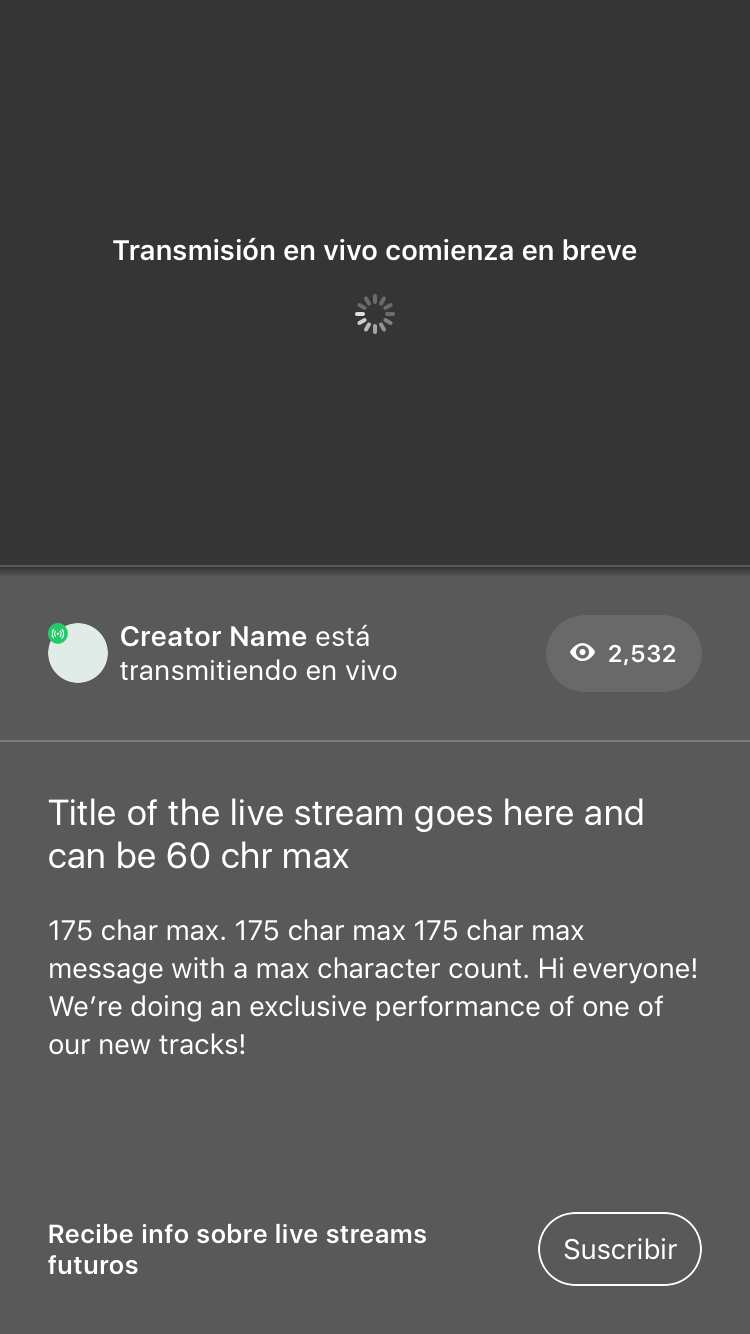 Transmisión en vivo comienza en breve
Creator Name está
transmitiendo en vivo
2,532
Title of the live stream goes here and
can be 60 chr max
175 char max. 175 char max 175 char max
message with a max character count. Hi everyone!
We’re doing an exclusive performance of one of
our new tracks!
Recibe info sobre live streams
futuros
Suscribir